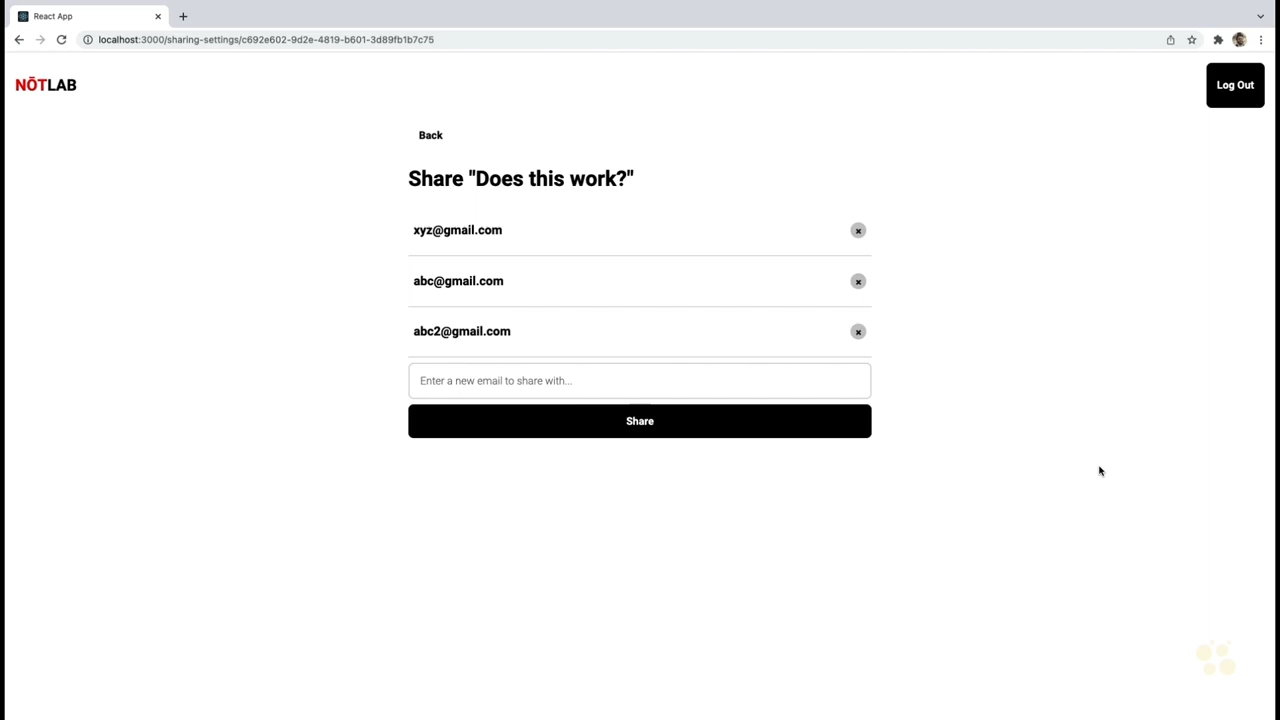 React App
localhost:3000/sharing-settings/c692e602-9d2e-4819-b601-3d89fb1b7c75
NŌTLAB
Log Out
Back
Share "Does this work?"
xyz@gmail.com
abc@gmail.com
abc2@gmail.com
Enter a new email to share with...
Share